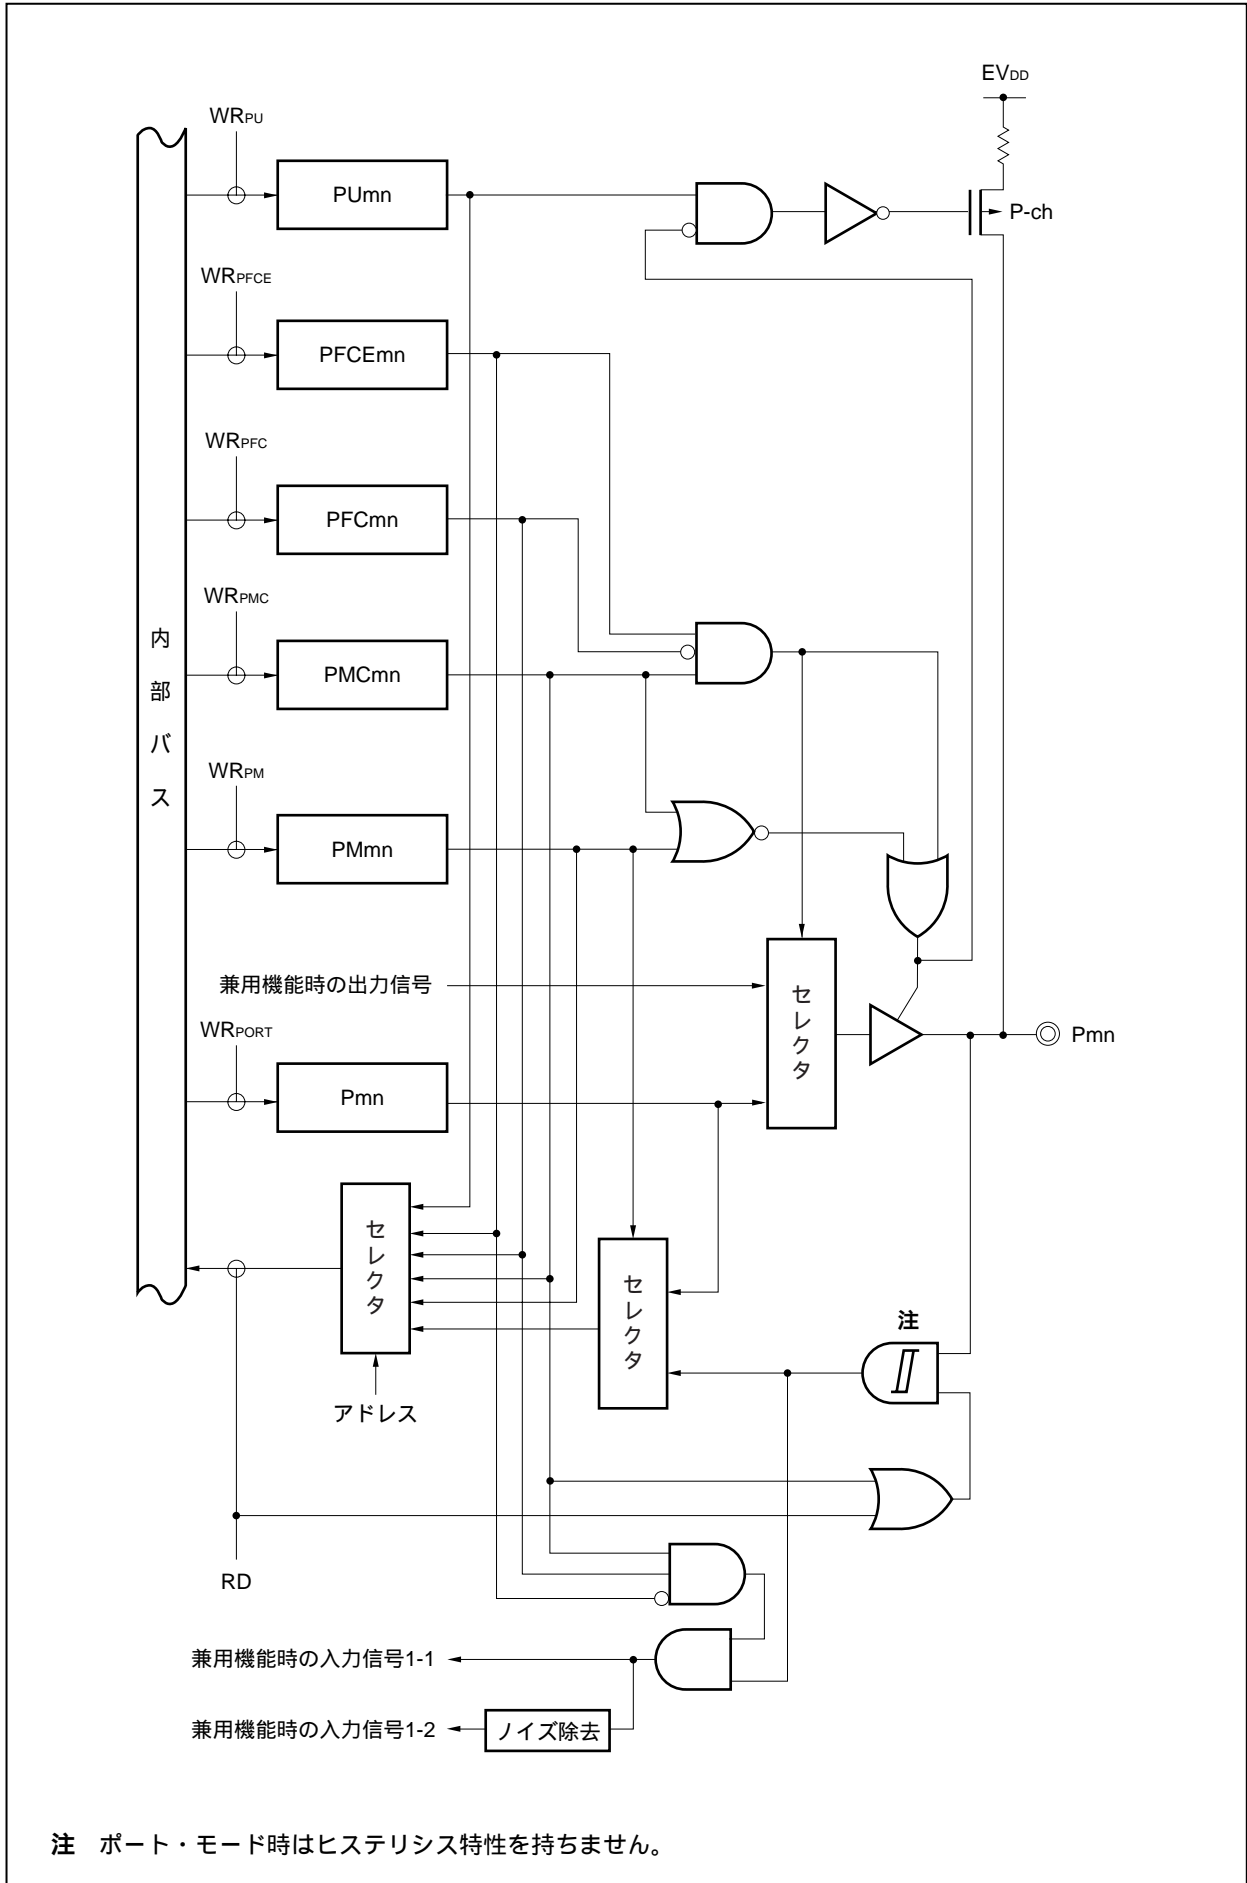 EVDD
WRPU
PUmn
P-ch
WRPFCE
PFCEmn
WRPFC
PFCmn
WRPMC
PMCmn
内部バス
WRPM
PMmn
兼用機能時の出力信号
セレクタ
WRPORT
Pmn
Pmn
セレクタ
セレクタ
注
アドレス
RD
兼用機能時の入力信号1-1
兼用機能時の入力信号1-2
ノイズ除去
注 ポート・モード時はヒステリシス特性を持ちません。